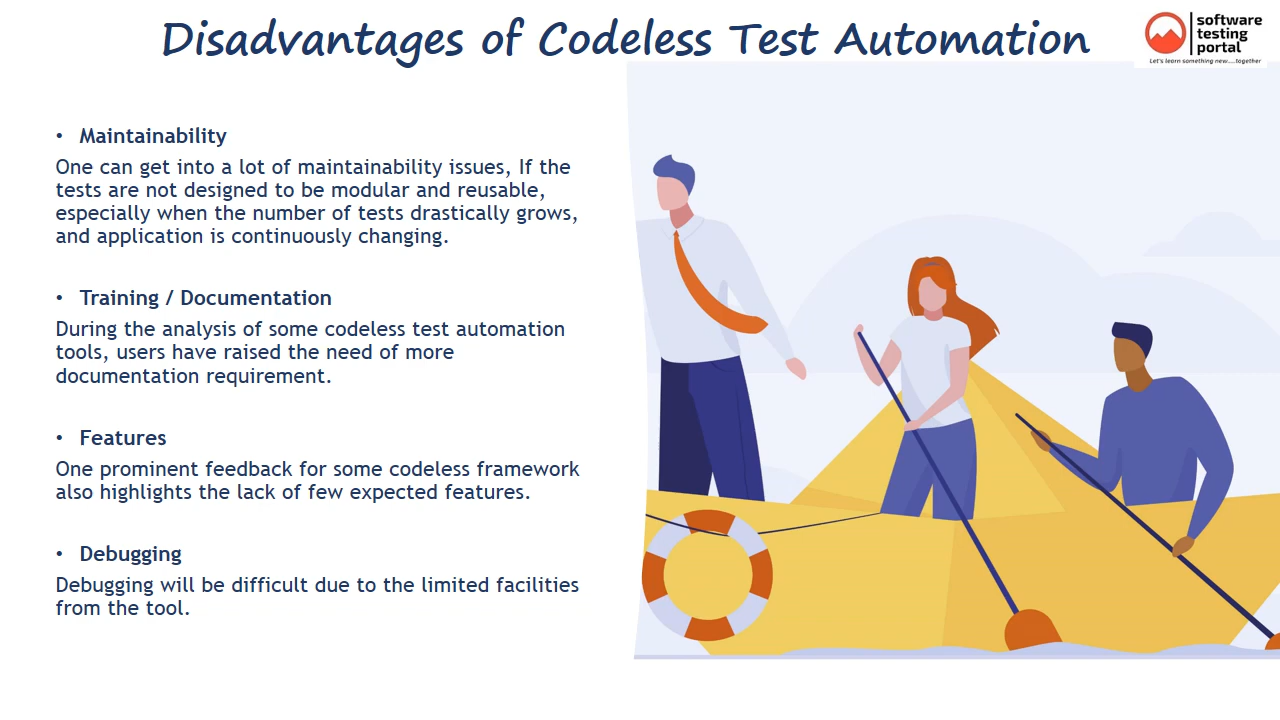 Disadvantages of Codeless Test Automation
software
testing
portal
Let's learn something new....together
• Maintainability
One can get into a lot of maintainability issues, If the
tests are not designed to be modular and reusable,
especially when the number of tests drastically grows,
and application is continuously changing.
• Training / Documentation
During the analysis of some codeless test automation
tools, users have raised the need of more
documentation requirement.
• Features
One prominent feedback for some codeless framework
also highlights the lack of few expected features.
• Debugging
Debugging will be difficult due to the limited facilities
from the tool.